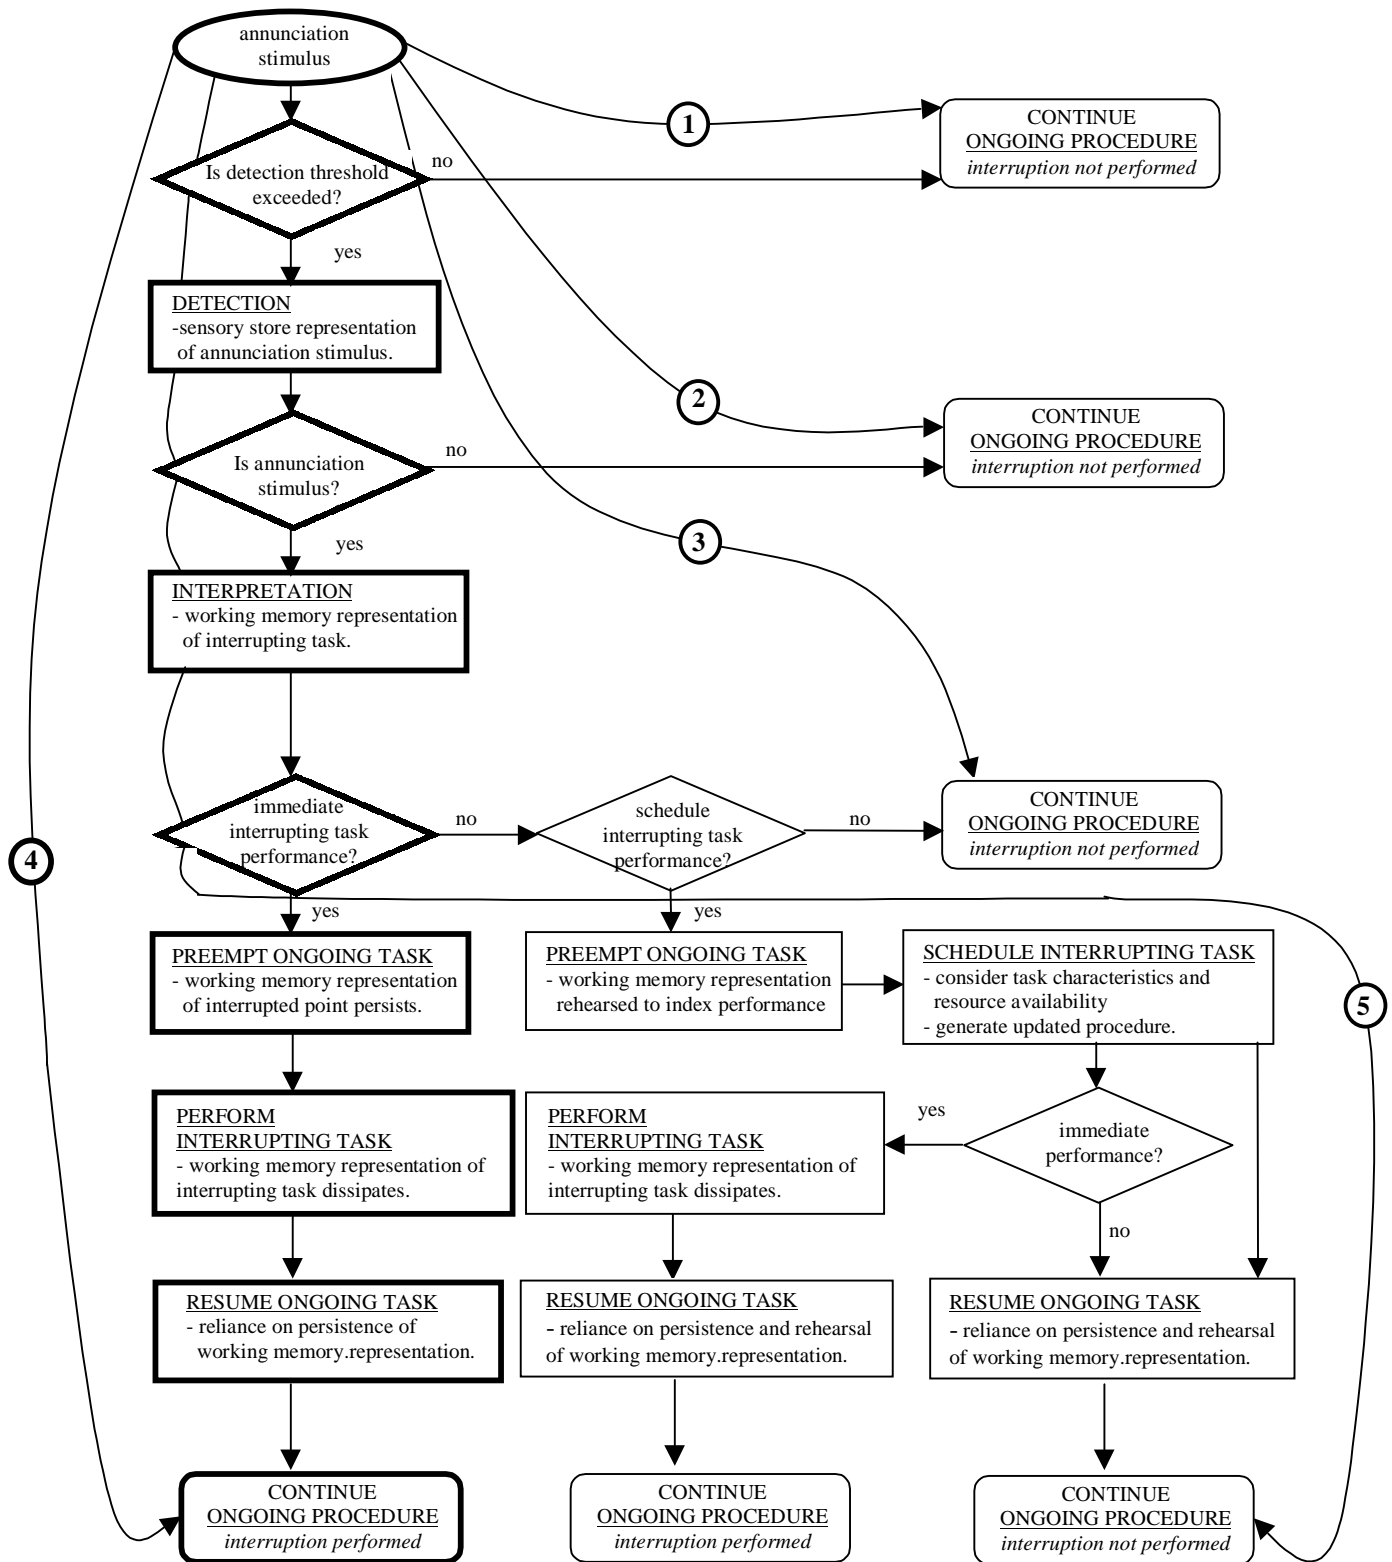 annunciation
stimulus
1
CONTINUE
ONGOING PROCEDURE
interruption not performed
Is detection threshold
exceeded?
no
yes
DETECTION
-sensory store representation
of annunciation stimulus.
2
CONTINUE
ONGOING PROCEDURE
interruption not performed
Is annunciation
stimulus?
no
yes
3
INTERPRETATION
- working memory representation
of interrupting task.
immediate
interrupting task
performance?
no
schedule
interrupting task
performance?
no
CONTINUE
ONGOING PROCEDURE
interruption not performed
4
yes
yes
PREEMPT ONGOING TASK
- working memory representation
of interrupted point persists.
PREEMPT ONGOING TASK
- working memory representation
rehearsed to index performance
SCHEDULE INTERRUPTING TASK
- consider task characteristics and
resource availability
- generate updated procedure.
5
PERFORM
INTERRUPTING TASK
- working memory representation of
interrupting task dissipates.
PERFORM
INTERRUPTING TASK
- working memory representation of
interrupting task dissipates.
yes
immediate
performance?
no
RESUME ONGOING TASK
- reliance on persistence of
working memory.representation.
RESUME ONGOING TASK
- reliance on persistence and rehearsal
of working memory.representation.
RESUME ONGOING TASK
- reliance on persistence and rehearsal
of working memory.representation.
CONTINUE
ONGOING PROCEDURE
interruption performed
CONTINUE
ONGOING PROCEDURE
interruption performed
CONTINUE
ONGOING PROCEDURE
interruption not performed